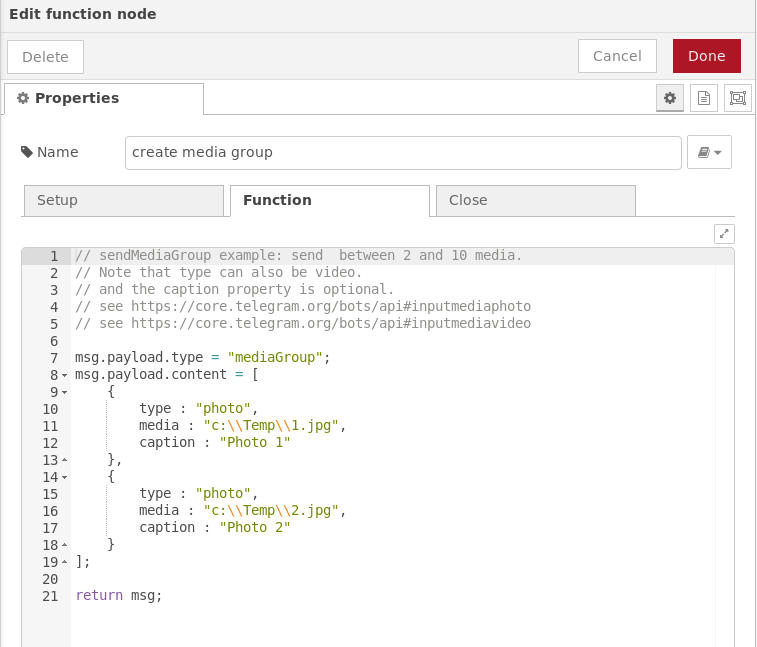 Edit function node
Delete
Cancel
Done
Properties
Name
create media group
Setup
Function
Close
1 // sendMediaGroup example: send  between 2 and 10 media.
2 // Note that type can also be video.
3 // and the caption property is optional.
4 // see https://core.telegram.org/bots/api#inputmediaphoto
5 // see https://core.telegram.org/bots/api#inputmediavideo
6
7 msg.payload.type = "mediaGroup";
8 msg.payload.content = [
9     {
10         type : "photo",
11         media : "c:\\Temp\\1.jpg",
12         caption : "Photo 1"
13     },
14     {
15         type : "photo",
16         media : "c:\\Temp\\2.jpg",
17         caption : "Photo 2"
18     }
19 ];
20
21 return msg;